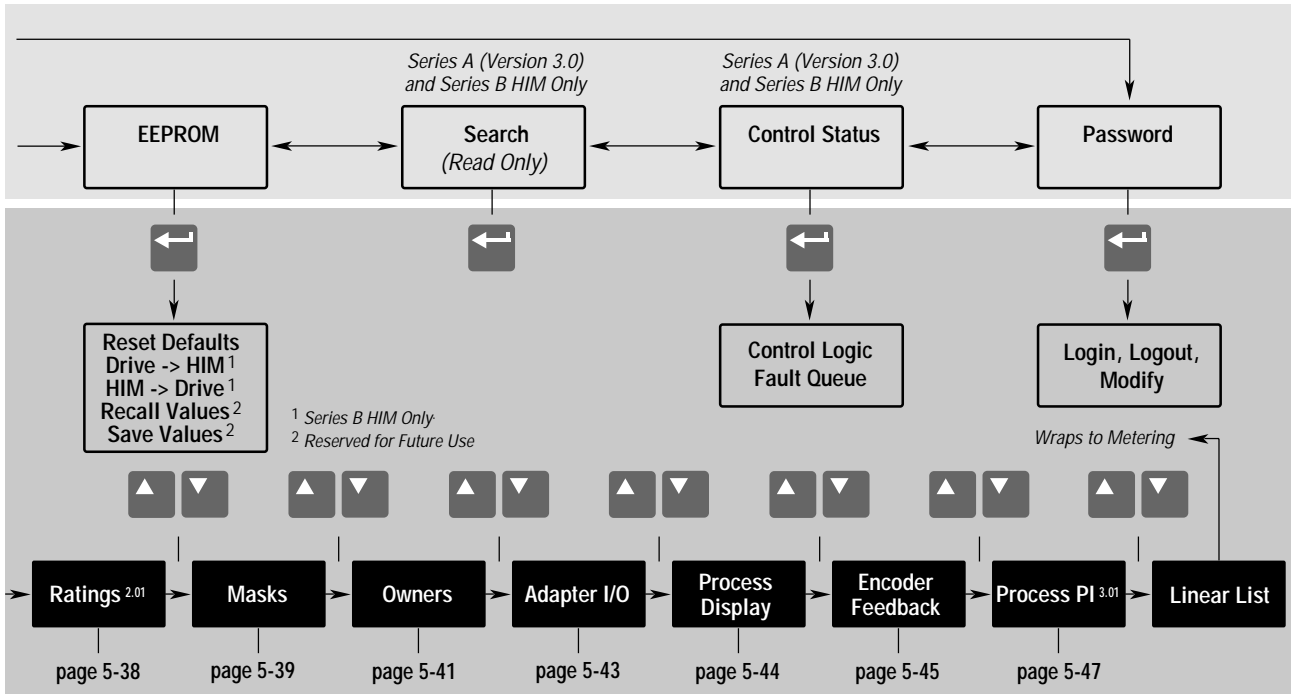 Series A (Version 3.0)
and Series B HIM Only
Series A (Version 3.0)
and Series B HIM Only
EEPROM
Search
(Read Only)
Control Status
Password
Reset Defaults
Drive -> HIM 1
HIM -> Drive 1
Recall Values 2
Save Values 2
1 Series B HIM Only
2 Reserved for Future Use
Control Logic
Fault Queue
Login, Logout,
Modify
Wraps to Metering
Ratings 2.01
Masks
Owners
Adapter I/O
Process
Display
Encoder
Feedback
Process PI 3.01
Linear List
page 5-38
page 5-39
page 5-41
page 5-43
page 5-44
page 5-45
page 5-47